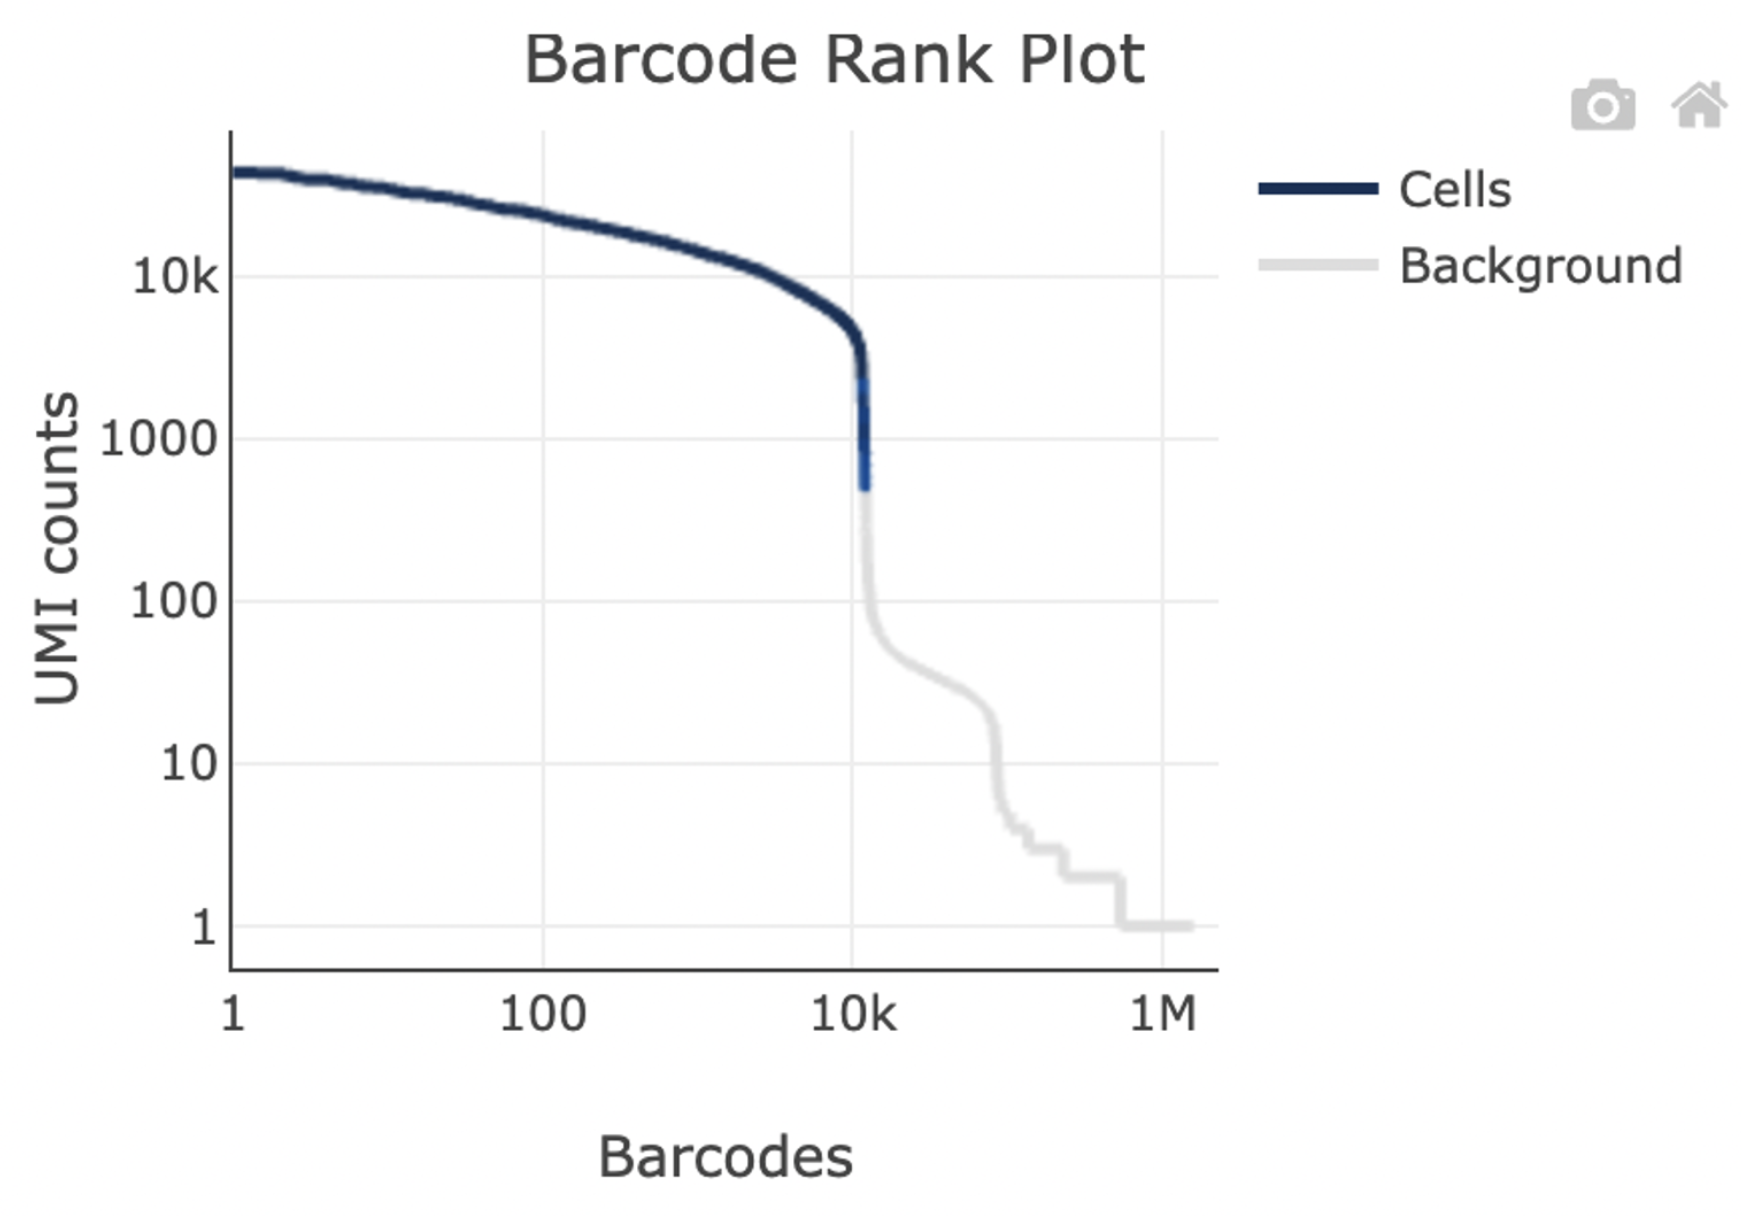 Barcode Rank Plot
Cells
Background
UMI counts
10k
1000
100
10
1
1
100
10k
1M
Barcodes